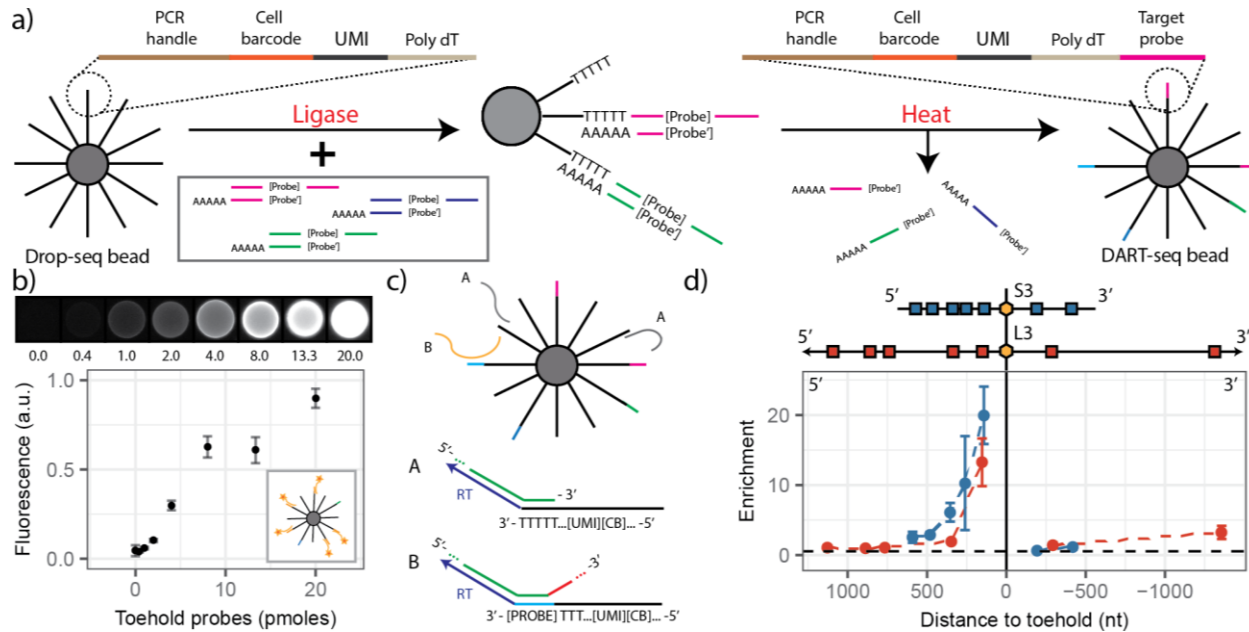 a)
PCR handle
Cell barcode
UMI
Poly dT
PCR handle
Cell barcode
UMI
Poly dT
Target probe
Ligase
+
Heat
TTTTT
TTTTT [Probe]
AAAAA [Probe']
TTTTT
AAAAA
[Probe]
[Probe']
[Probe]
AAAAA [Probe']
[Probe]
AAAAA [Probe']
[Probe]
AAAAA [Probe']
AAAAA [Probe']
AAAAA [Probe']
AAAAA [Probe']
Drop-seq bead
DART-seq bead
b)
0.0 0.4 1.0 2.0 4.0 8.0 13.3 20.0
Fluorescence (a.u.)
1.0
0.5
0.0
0 10 20
Toehold probes (pmoles)
c)
A
A
B
A
5'-
RT
- 3'
3'- TTTTT...[UMI][CB]... -5'
B
5'-
RT
-3'
3'- [PROBE] TTT...[UMI][CB]... -5'
d)
5' S3 3'
5' L3 3'
5' 3'
Enrichment
20
10
0
1000 500 0 −500 −1000
Distance to toehold (nt)